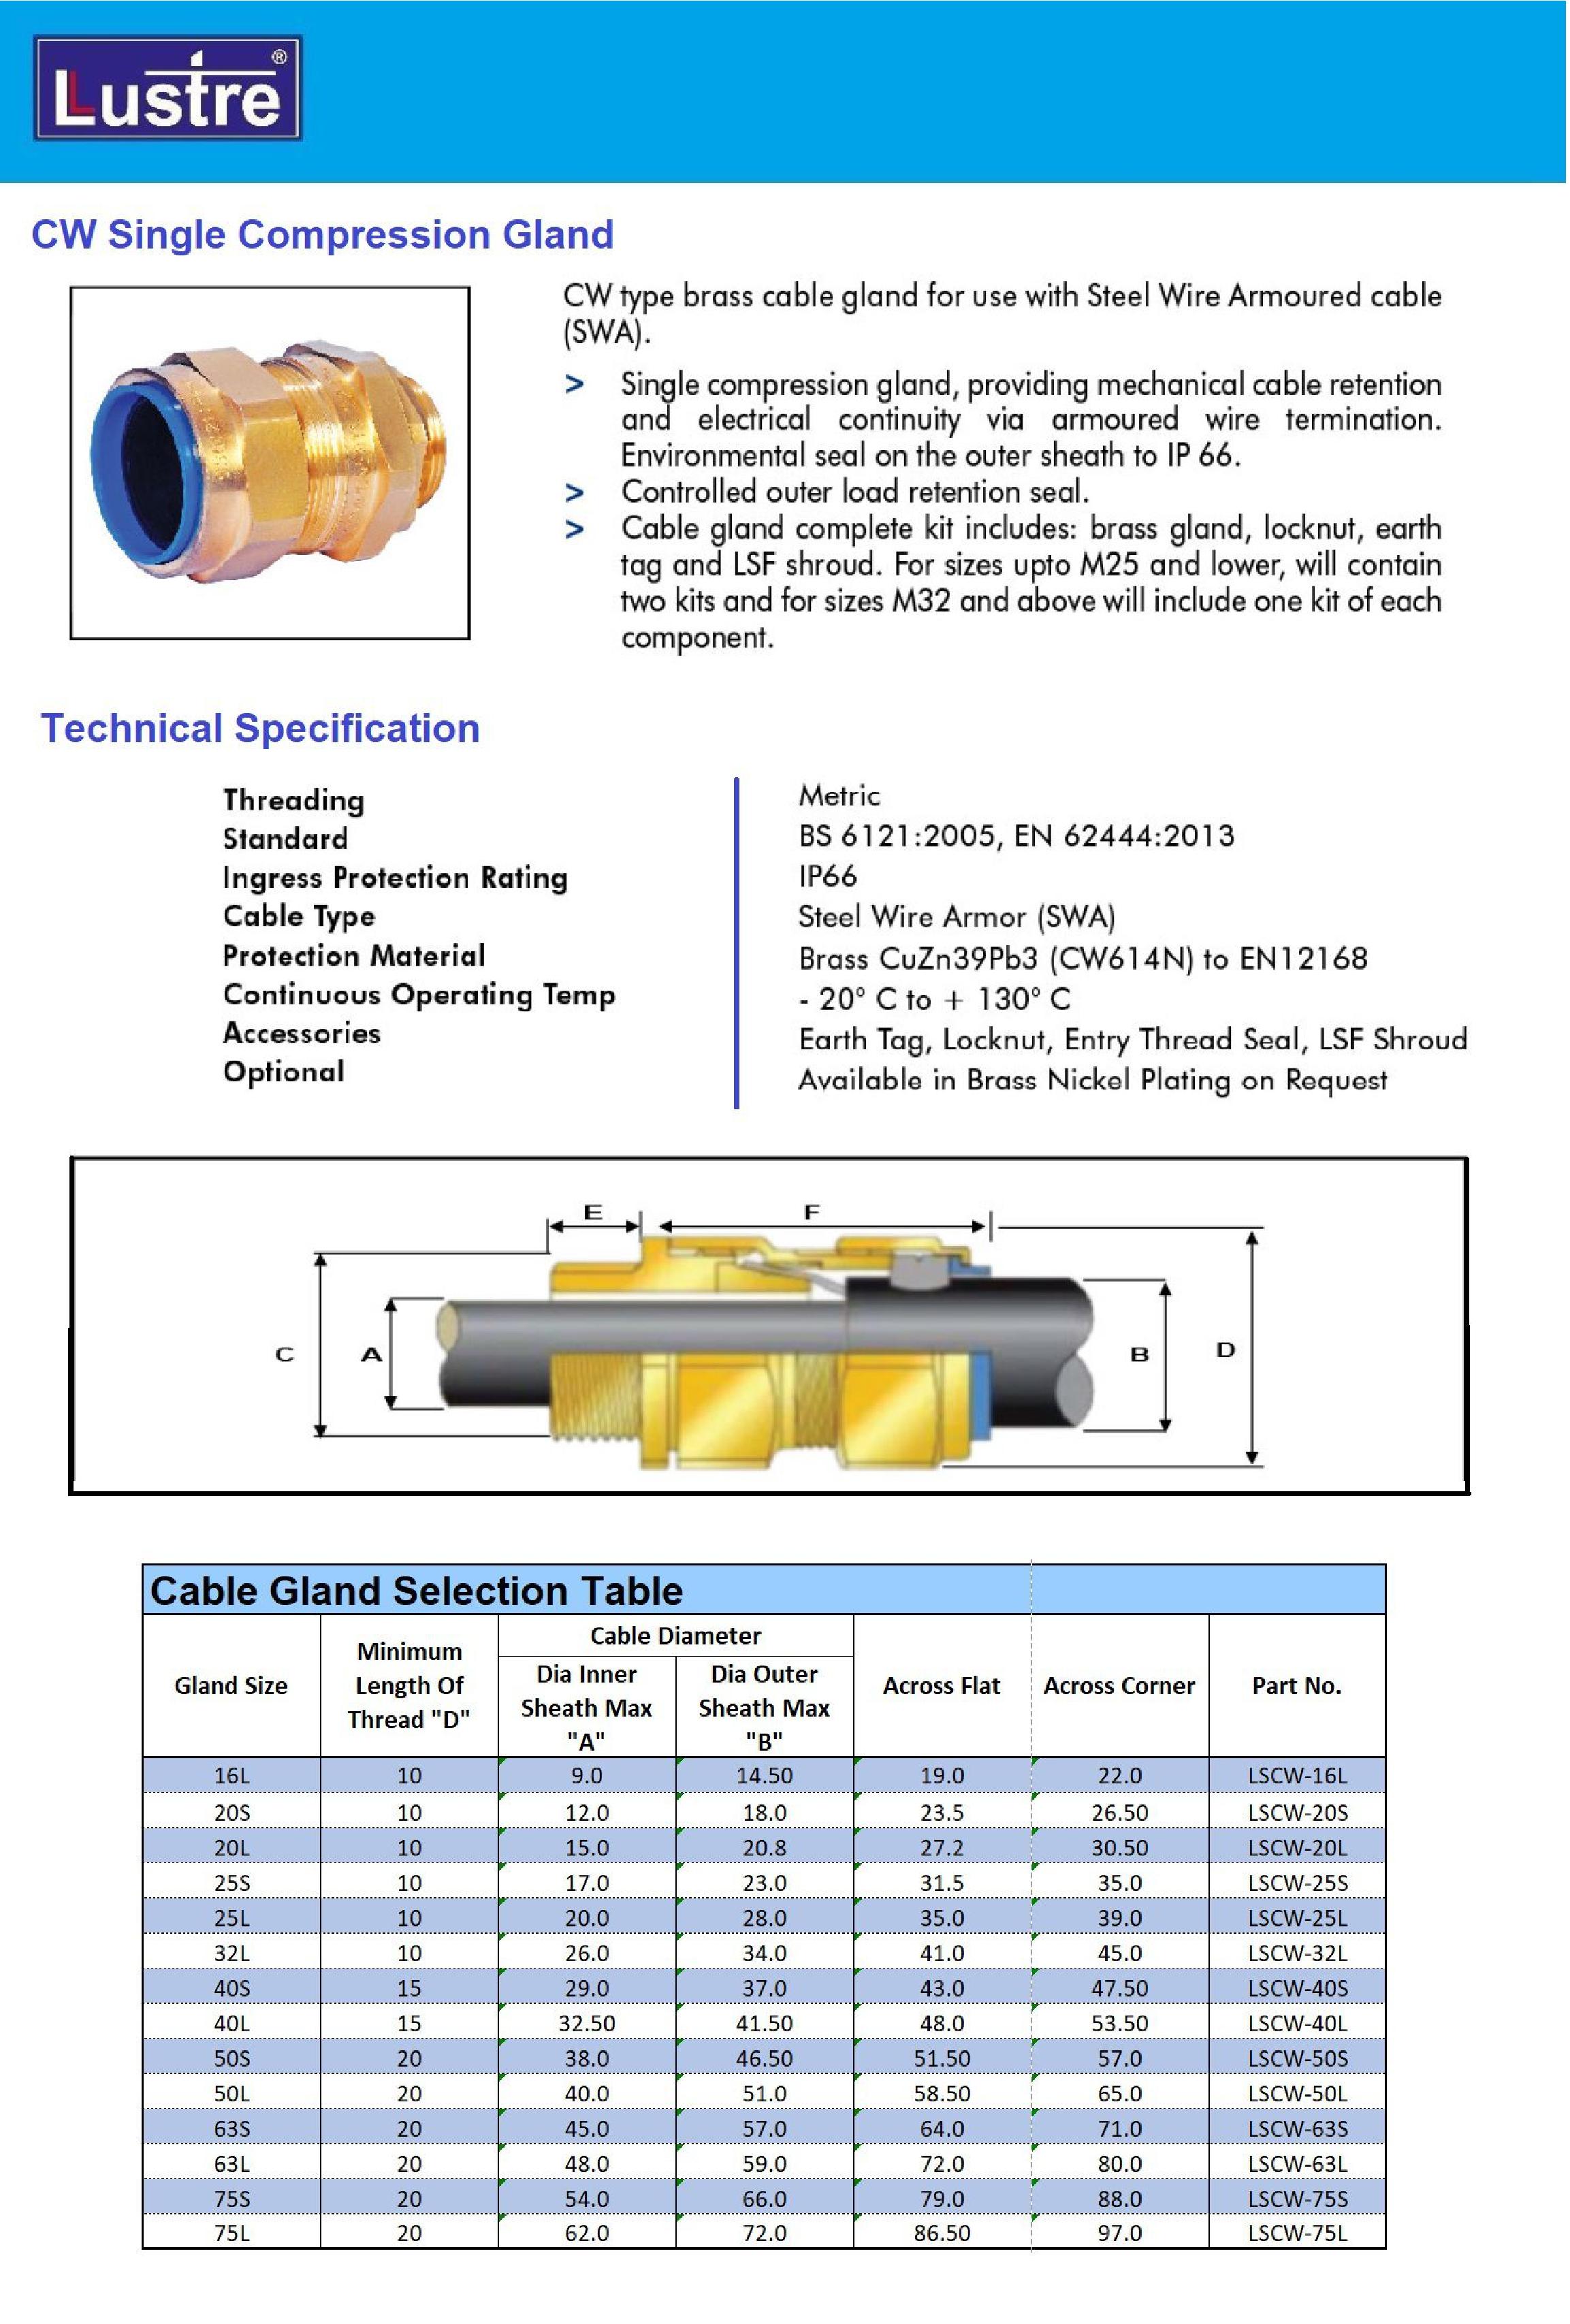 Lustre ®
CW Single Compression Gland
CW type brass cable gland for use with Steel Wire Armoured cable
(SWA).
> Single compression gland, providing mechanical cable retention
and electrical continuity via armoured wire termination.
Environmental seal on the outer sheath to IP 66.
> Controlled outer load retention seal.
> Cable gland complete kit includes: brass gland, locknut, earth
tag and LSF shroud. For sizes upto M25 and lower, will contain
two kits and for sizes M32 and above will include one kit of each
component.
Technical Specification
Threading Metric
Standard BS 6121:2005, EN 62444:2013
Ingress Protection Rating IP66
Cable Type Steel Wire Armor (SWA)
Protection Material Brass CuZn39Pb3 (CW614N) to EN12168
Continuous Operating Temp - 20° C to + 130° C
Accessories Earth Tag, Locknut, Entry Thread Seal, LSF Shroud
Optional Available in Brass Nickel Plating on Request
E F
C A B D
Cable Gland Selection Table
Gland Size
Minimum
Length Of
Thread "D"
Cable Diameter
Dia Inner
Sheath Max
"A"
Dia Outer
Sheath Max
"B"
Across Flat
Across Corner
Part No.
16L 10 9.0 14.50 19.0 22.0 LSCW-16L
20S 10 12.0 18.0 23.5 26.50 LSCW-20S
20L 10 15.0 20.8 27.2 30.50 LSCW-20L
25S 10 17.0 23.0 31.5 35.0 LSCW-25S
25L 10 20.0 28.0 35.0 39.0 LSCW-25L
32L 10 26.0 34.0 41.0 45.0 LSCW-32L
40S 15 29.0 37.0 43.0 47.50 LSCW-40S
40L 15 32.50 41.50 48.0 53.50 LSCW-40L
50S 20 38.0 46.50 51.50 57.0 LSCW-50S
50L 20 40.0 51.0 58.50 65.0 LSCW-50L
63S 20 45.0 57.0 64.0 71.0 LSCW-63S
63L 20 48.0 59.0 72.0 80.0 LSCW-63L
75S 20 54.0 66.0 79.0 88.0 LSCW-75S
75L 20 62.0 72.0 86.50 97.0 LSCW-75L